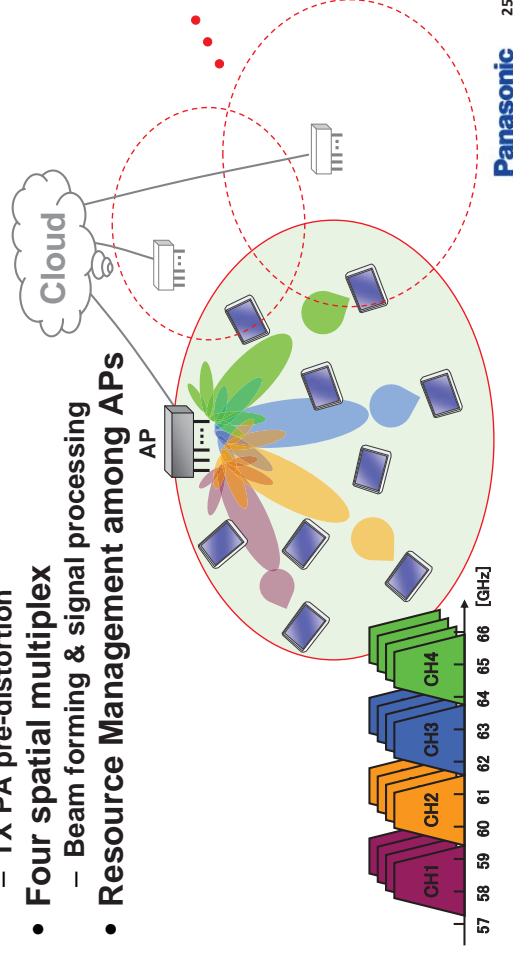 – TX PA pre-distortion
• Four spatial multiplex
– Beam forming & signal processing
• Resource Management among APs
Cloud
AP
CH1 CH2 CH3 CH4
57 58 59 60 61 62 63 64 65 66 [GHz]
Panasonic 25